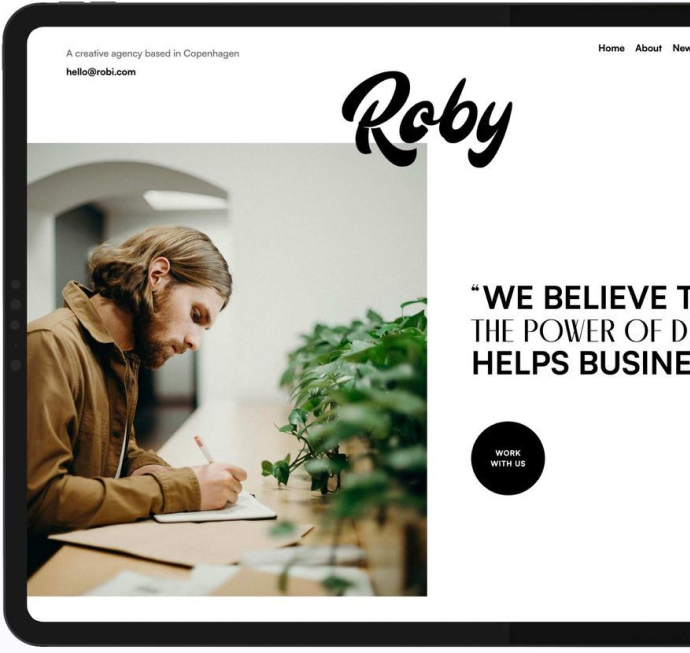 A creative agency based in Copenhagen
hello@robi.com
Home About New
Roby
“WE BELIEVE T
THE POWER OF D
HELPS BUSINE
WORK
WITH US